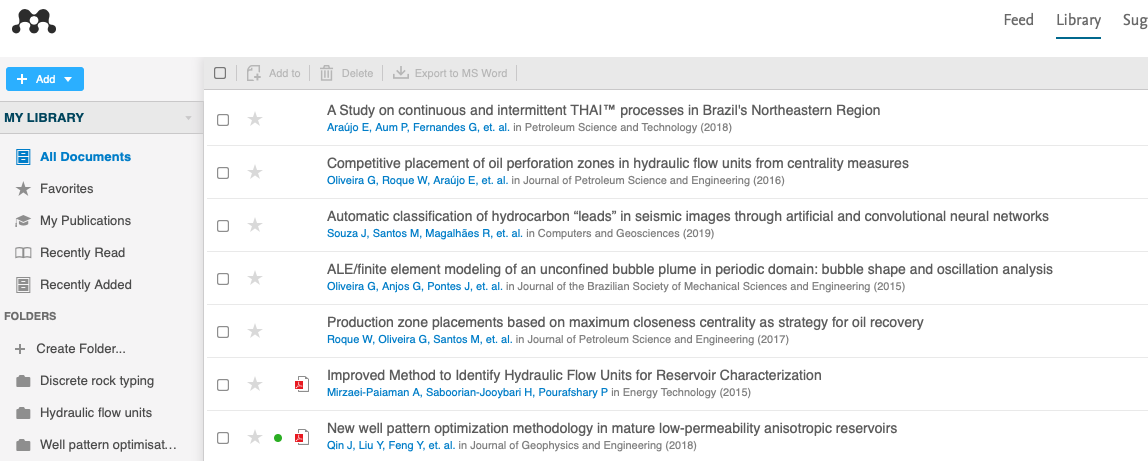 Feed Library Sug
Add
Add to Delete Export to MS Word
MY LIBRARY
All Documents
Favorites
My Publications
Recently Read
Recently Added
FOLDERS
Create Folder...
Discrete rock typing
Hydraulic flow units
Well pattern optimisat...
A Study on continuous and intermittent THAI™ processes in Brazil's Northeastern Region
Araújo E, Aum P, Fernandes G, et. al. in Petroleum Science and Technology (2018)
Competitive placement of oil perforation zones in hydraulic flow units from centrality measures
Oliveira G, Roque W, Araújo E, et. al. in Journal of Petroleum Science and Engineering (2016)
Automatic classification of hydrocarbon “leads” in seismic images through artificial and convolutional neural networks
Souza J, Santos M, Magalhães R, et. al. in Computers and Geosciences (2019)
ALE/finite element modeling of an unconfined bubble plume in periodic domain: bubble shape and oscillation analysis
Oliveira G, Anjos G, Pontes J, et. al. in Journal of the Brazilian Society of Mechanical Sciences and Engineering (2015)
Production zone placements based on maximum closeness centrality as strategy for oil recovery
Roque W, Oliveira G, Santos M, et. al. in Journal of Petroleum Science and Engineering (2017)
Improved Method to Identify Hydraulic Flow Units for Reservoir Characterization
Mirzaei-Paiaman A, Saboorian-Jooybari H, Pourafshary P in Energy Technology (2015)
New well pattern optimization methodology in mature low-permeability anisotropic reservoirs
Qin J, Liu Y, Feng Y, et. al. in Journal of Geophysics and Engineering (2018)